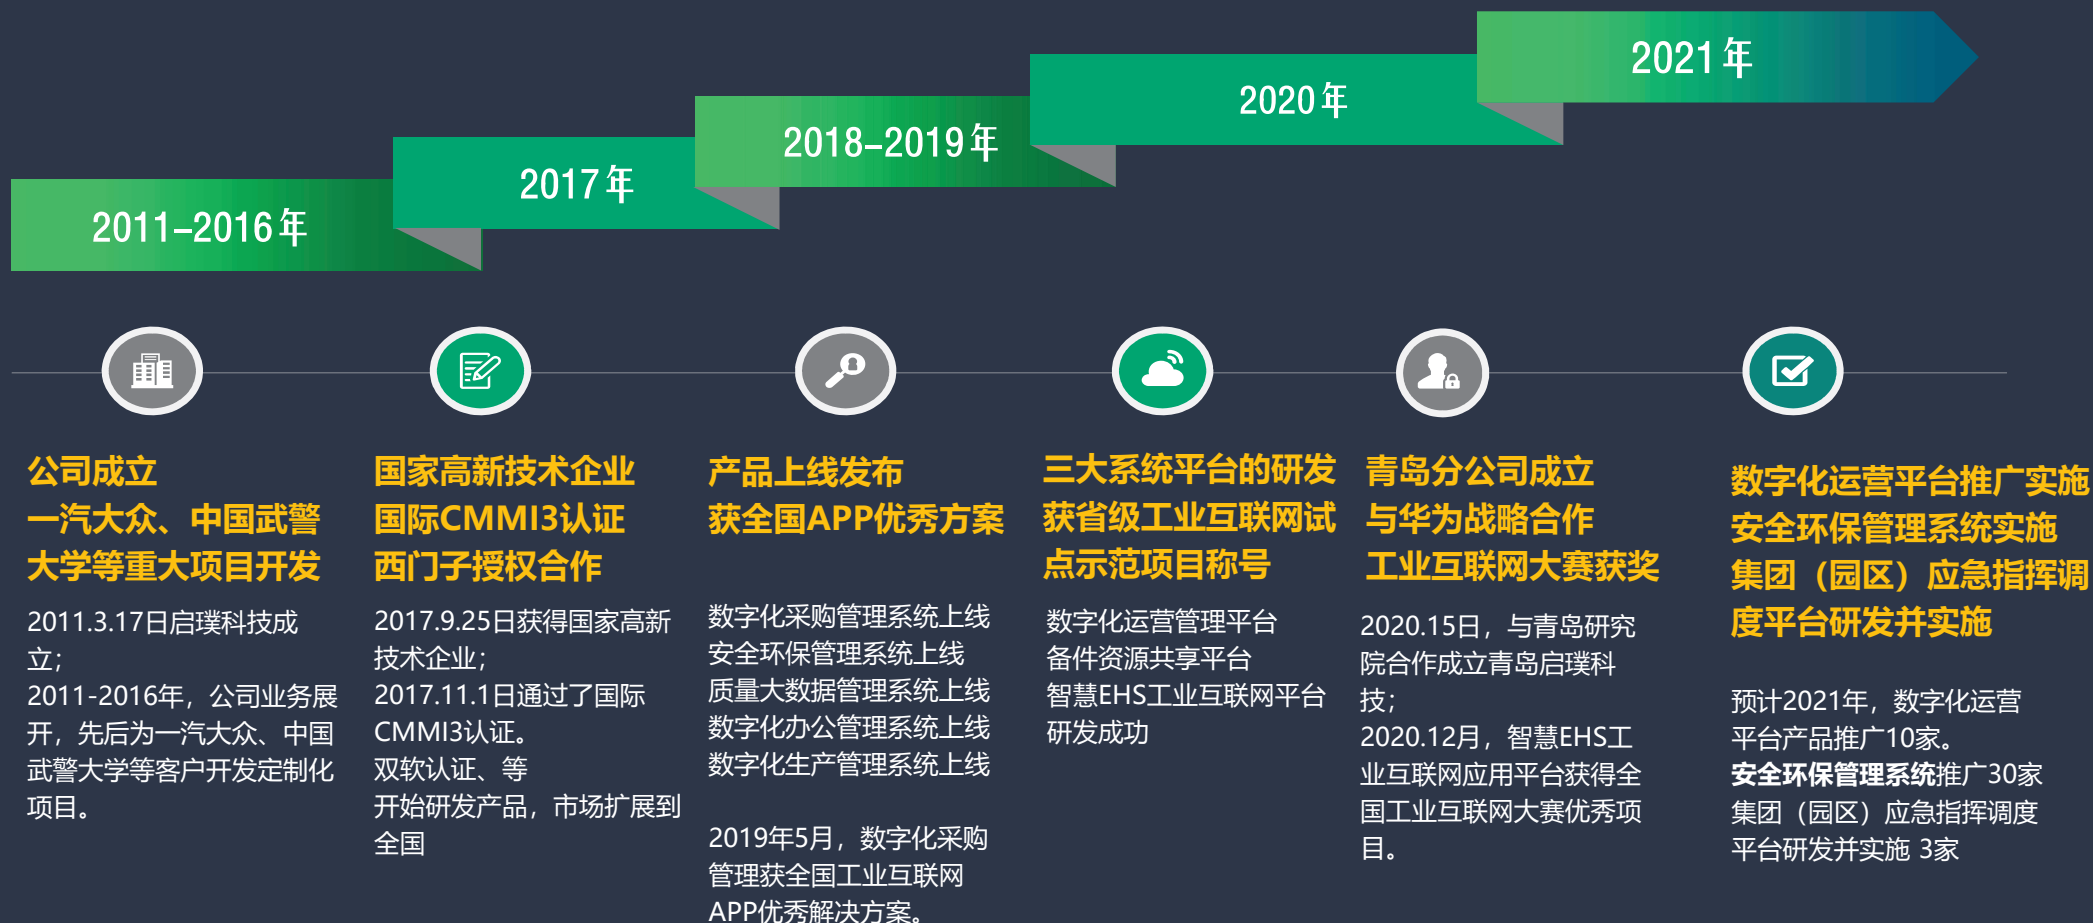 2011-2016年
2017年
2018-2019年
2020年
2021年
公司成立
一汽大众、中国武警
大学等重大项目开发
2011.3.17日启璞科技成
立；
2011-2016年，公司业务展
开，先后为一汽大众、中国
武警大学等客户开发定制化
项目。
国家高新技术企业
国际CMMI3认证
西门子授权合作
2017.9.25日获得国家高新
技术企业；
2017.11.1日通过了国际
CMMI3认证。
双软认证、等
开始研发产品，市场扩展到
全国
产品上线发布
获全国APP优秀方案
数字化采购管理系统上线
安全环保管理系统上线
质量大数据管理系统上线
数字化办公管理系统上线
数字化生产管理系统上线
2019年5月，数字化采购
管理获全国工业互联网
APP优秀解决方案。
三大系统平台的研发
获省级工业互联网试
点示范项目称号
数字化运营管理平台
备件资源共享平台
智慧EHS工业互联网平台
研发成功
青岛分公司成立
与华为战略合作
工业互联网大赛获奖
2020.15日，与青岛研究
院合作成立青岛启璞科
技；
2020.12月，智慧EHS工
业互联网应用平台获得全
国工业互联网大赛优秀项
目。
数字化运营平台推广实施
安全环保管理系统实施
集团（园区）应急指挥调
度平台研发并实施
预计2021年，数字化运营
平台产品推广10家。
安全环保管理系统推广30家
集团（园区）应急指挥调度
平台研发并实施 3家